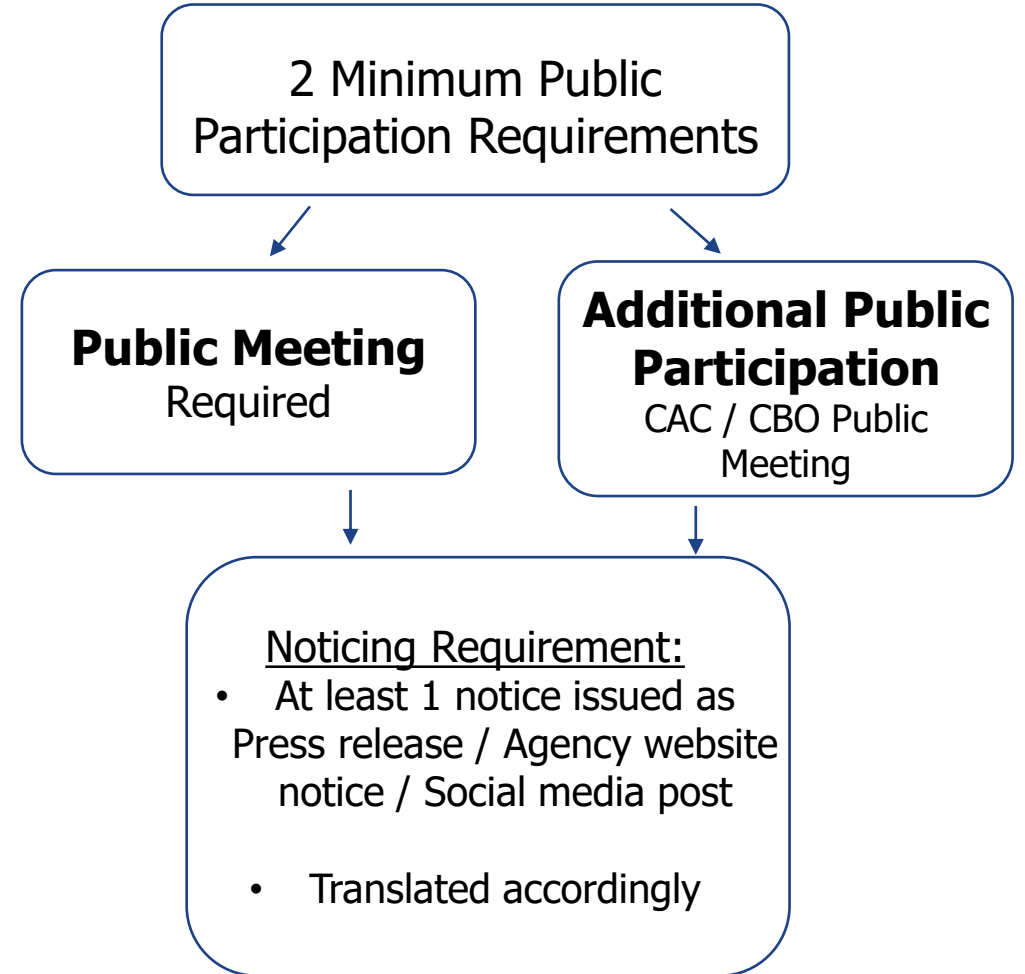 2 Minimum Public
Participation Requirements
Public Meeting
Required
Additional Public
Participation
CAC / CBO Public
Meeting
Noticing Requirement:
• At least 1 notice issued as
Press release / Agency website
notice / Social media post
• Translated accordingly